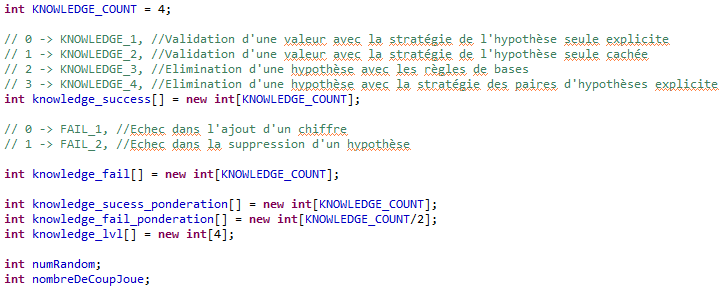 int KNOWLEDGE_COUNT = 4;
// 0 -> KNOWLEDGE_1, //Validation d'une valeur avec la stratégie de l'hypothèse seule explicite
// 1 -> KNOWLEDGE_2, //Validation d'une valeur avec la stratégie de l'hypothèse seule cachée
// 2 -> KNOWLEDGE_3, //Elimination d'une hypothèse avec les règles de bases
// 3 -> KNOWLEDGE_4, //Elimination d'une hypothèse avec la stratégie des paires d'hypothèses explicite
int knowledge_success[] = new int[KNOWLEDGE_COUNT];
// 0 -> FAIL_1, //Echec dans l'ajout d'un chiffre
// 1 -> FAIL_2, //Echec dans la suppression d'un hypothèse
int knowledge_fail[] = new int[KNOWLEDGE_COUNT];
int knowledge_sucess_ponderation[] = new int[KNOWLEDGE_COUNT];
int knowledge_fail_ponderation[] = new int[KNOWLEDGE_COUNT/2];
int knowledge_lvl[] = new int[4];
int numRandom;
int nombreDeCoupJoue;